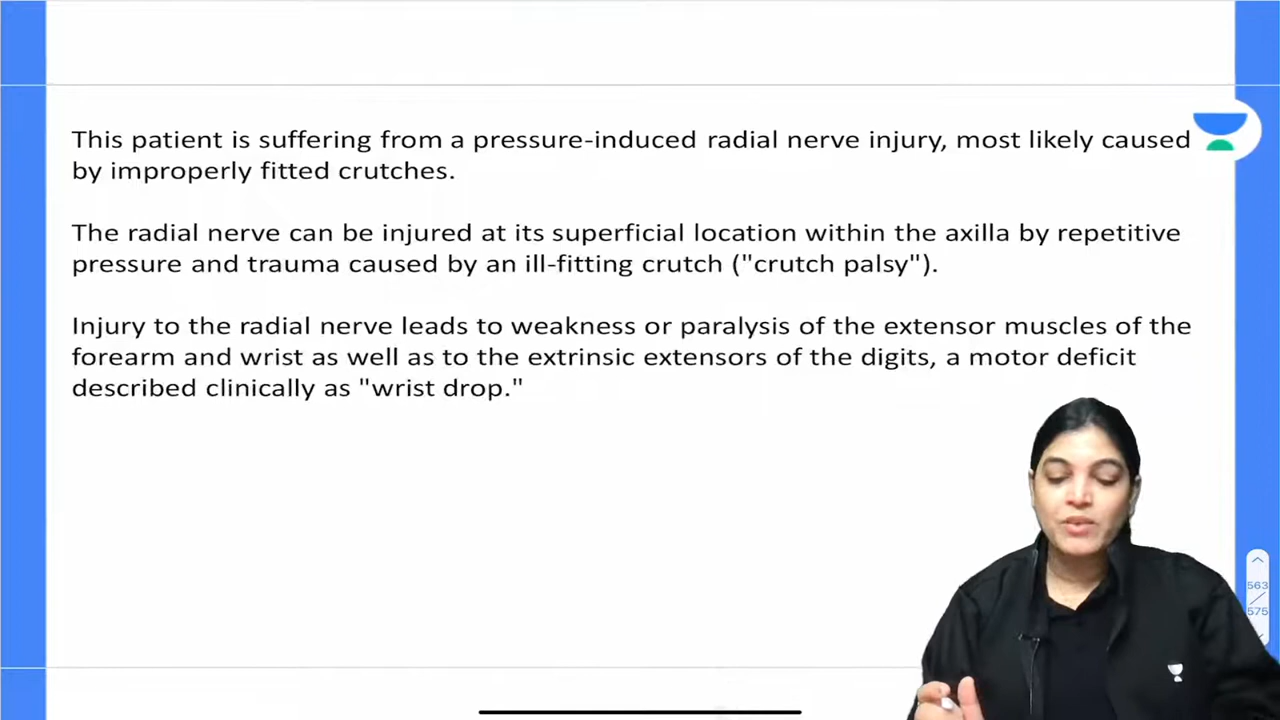 This patient is suffering from a pressure-induced radial nerve injury, most likely caused
by improperly fitted crutches.
The radial nerve can be injured at its superficial location within the axilla by repetitive
pressure and trauma caused by an ill-fitting crutch ("crutch palsy").
Injury to the radial nerve leads to weakness or paralysis of the extensor muscles of the
forearm and wrist as well as to the extrinsic extensors of the digits, a motor deficit
described clinically as "wrist drop."
563
/
575